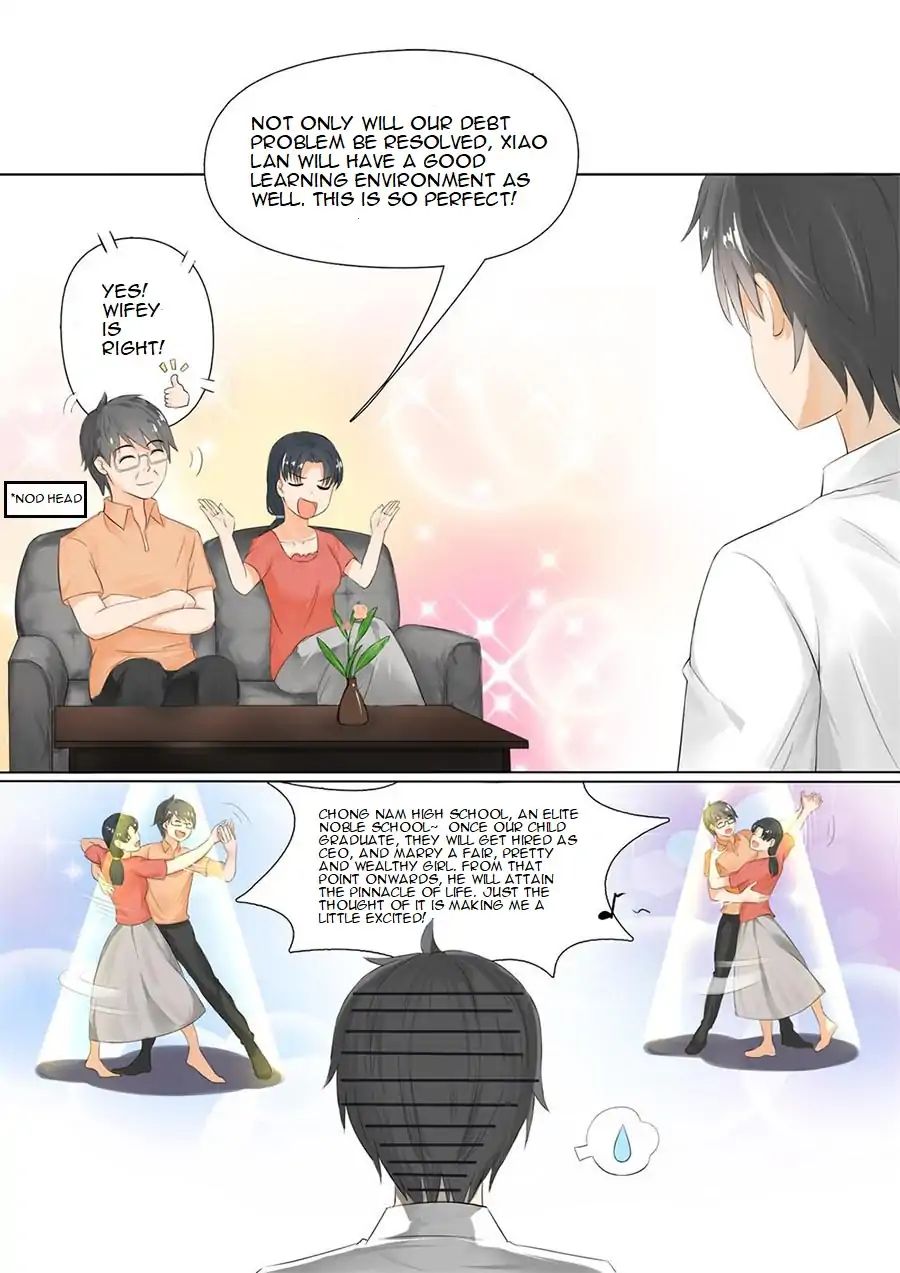 NOT ONLY WILL OUR DEBT
PROBLEM BE RESOLVED, XIAO
LAN WILL HAVE A GOOD
LEARNING ENVIRONMENT AS
WELL. THIS IS SO PERFECT!
YES!
WIFEY
IS
RIGHT!
*NOD HEAD
CHONG NAM HIGH SCHOOL, AN ELITE
NOBLE SCHOOL~ ONCE OUR CHILD
GRADUATE, THEY WILL GET HIRED AS
CEO, AND MARRY A FAIR, PRETTY
AND WEALTHY GIRL. FROM THAT
POINT ONWARDS, HE WILL ATTAIN
THE PINNACLE OF LIFE. JUST THE
THOUGHT OF IT IS MAKING ME A
LITTLE EXCITED!